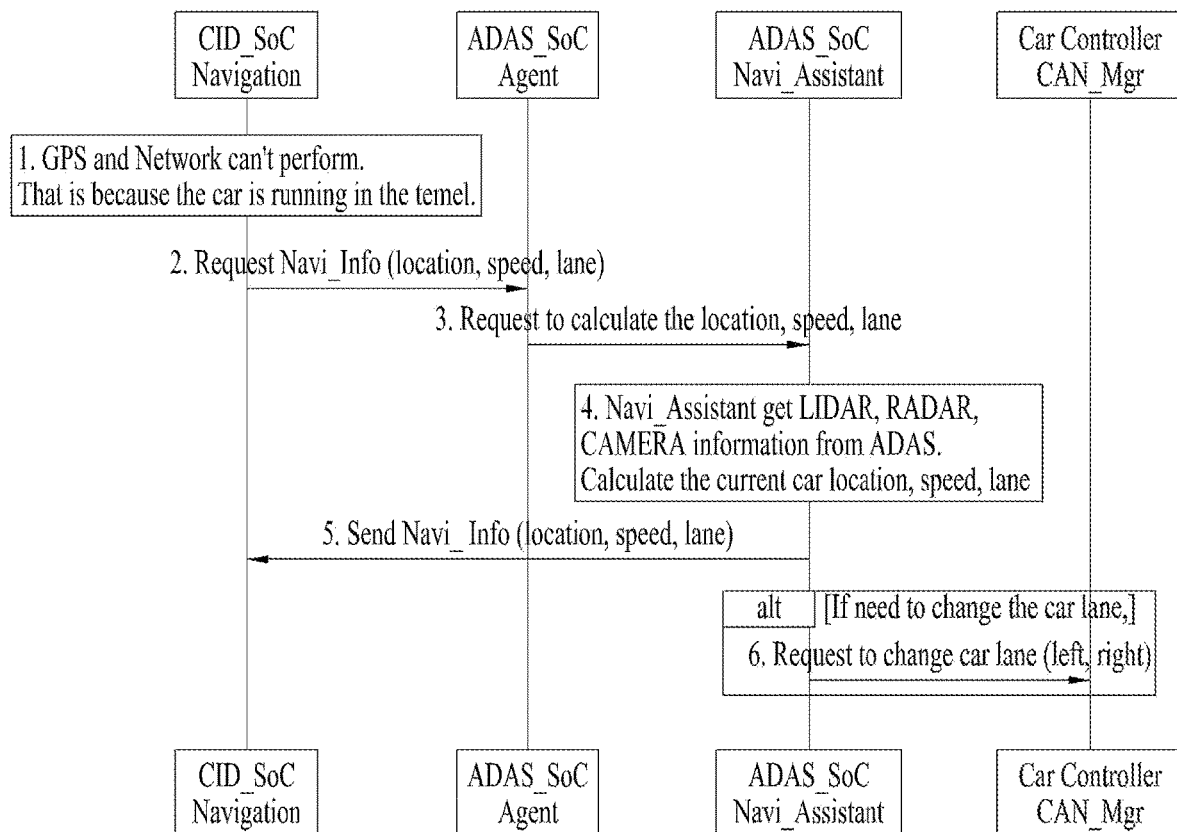 CID_SoC
Navigation
ADAS_SoC
Agent
ADAS_SoC
Navi_Assistant
Car Controller
CAN_Mgr
1. GPS and Network can't perform.
That is because the car is running in the temel.
2. Request Navi_Info (location, speed, lane)
3. Request to calculate the location, speed, lane
4. Navi_Assistant get LIDAR, RADAR,
CAMERA information from ADAS.
Calculate the current car location, speed, lane
5. Send Navi_ Info (location, speed, lane)
alt [If need to change the car lane,]
6. Request to change car lane (left, right)
CID_SoC
Navigation
ADAS_SoC
Agent
ADAS_SoC
Navi_Assistant
Car Controller
CAN_Mgr